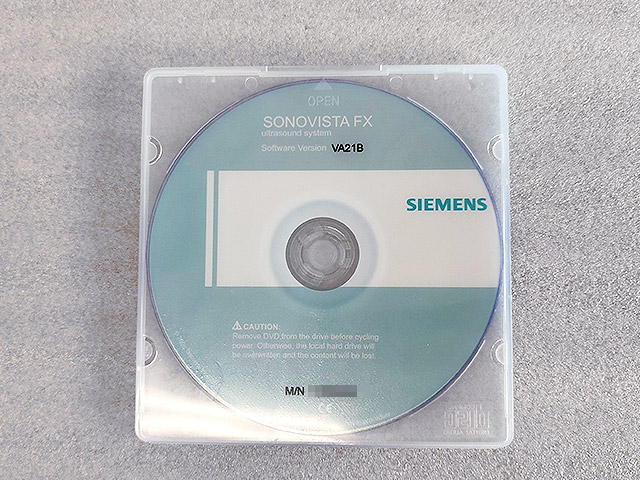 OPEN
SONOVISTA FX
ultrasound system
Software Version VA21B
SIEMENS
CAUTION:
Remove DVD from the drive before cycling
power. Otherwise, the local hard drive will
be overwritten and the content will be lost.
M/N
CE